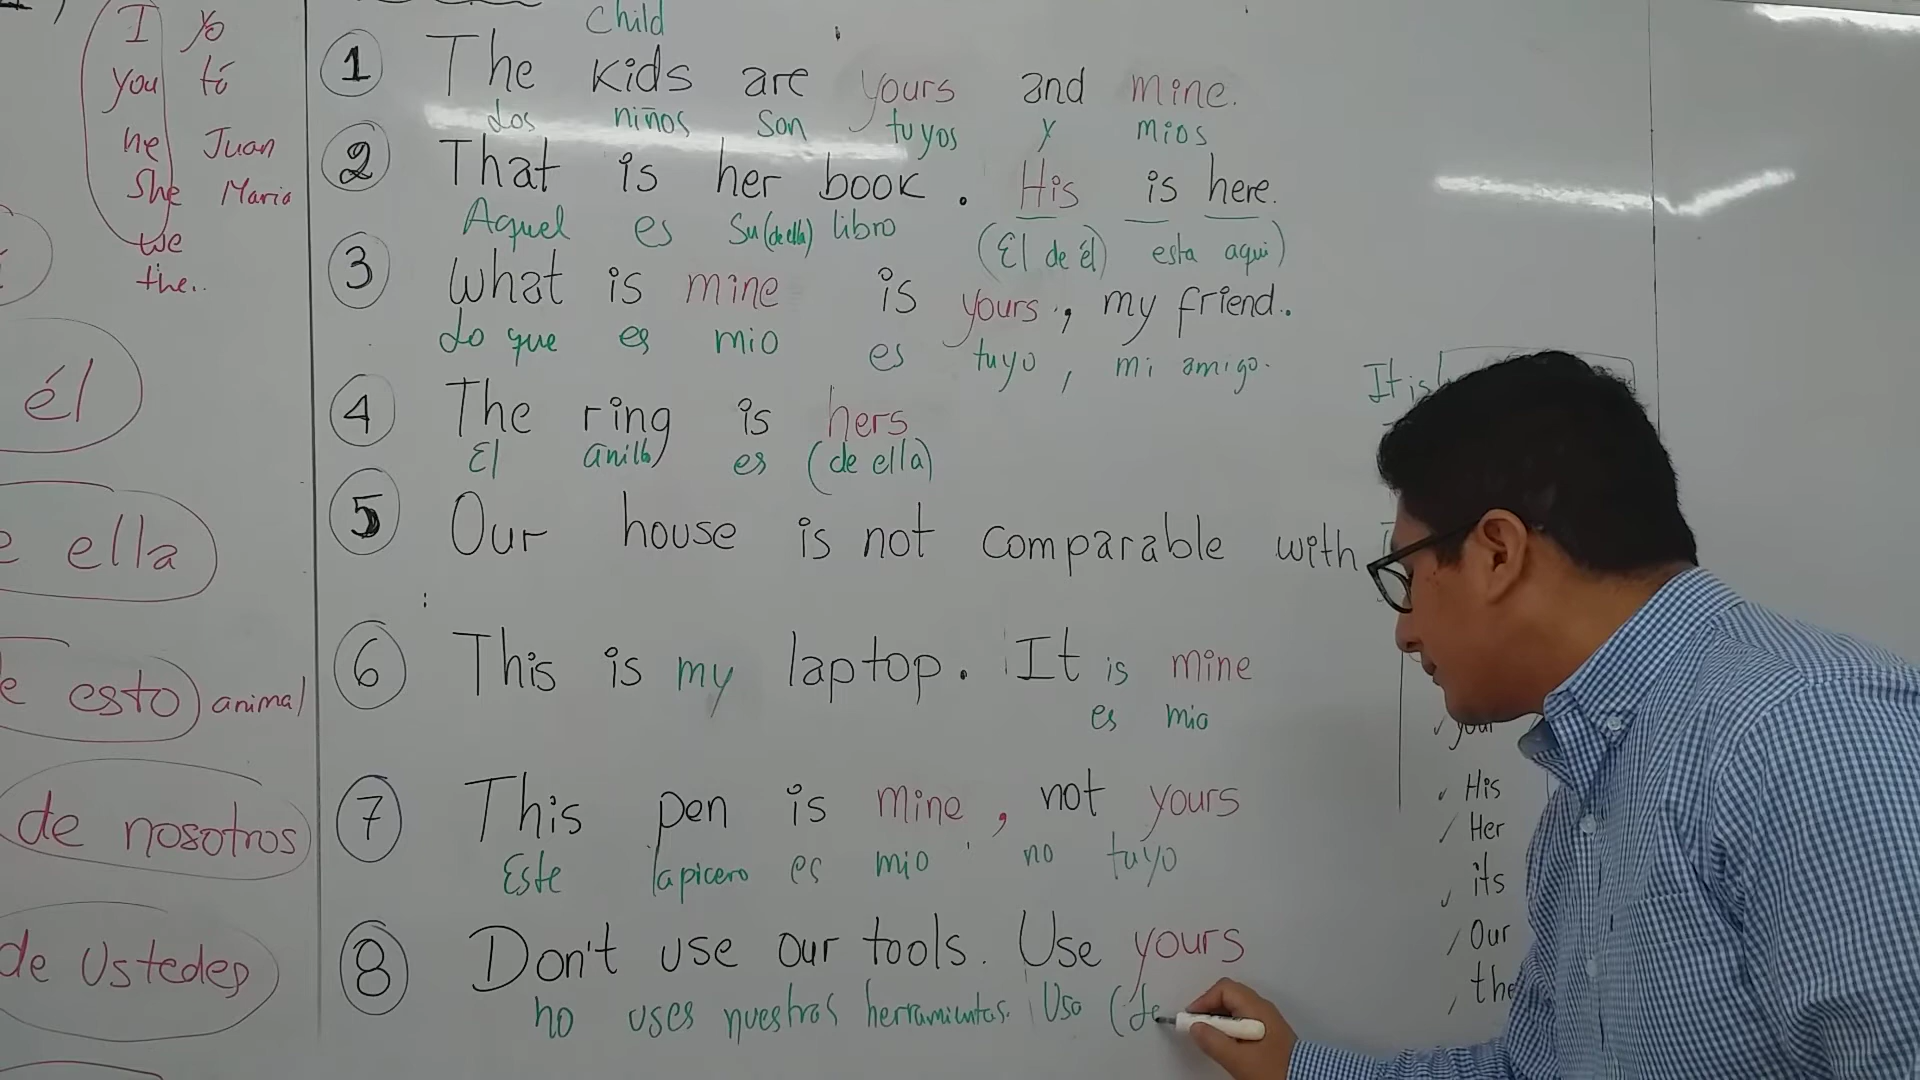 I yo
you tú
he Juan
She Maria
we
the..
él
ella
esto animal
de nosotros
de Ustedes
child
1 The kids are yours and mine.
Los niños son tuyos y mios
2 That is her book. His is here.
Aquel es Su (de ella) libro (El de él) esta aqui)
3 What is mine is yours, my friend.
Lo que es mio es tuyo, mi amigo.
4 The ring is hers
El anillo es (de ella)
5 Our house is not comparable with
6 This is my laptop. It is mine
es mio
7 This pen is mine, not yours
Este lapicero es mio, no tuyo
8 Don't use our tools. Use yours
no uses nuestras herramientas. Usa (de
It is
your
His
Her
its
Our
the